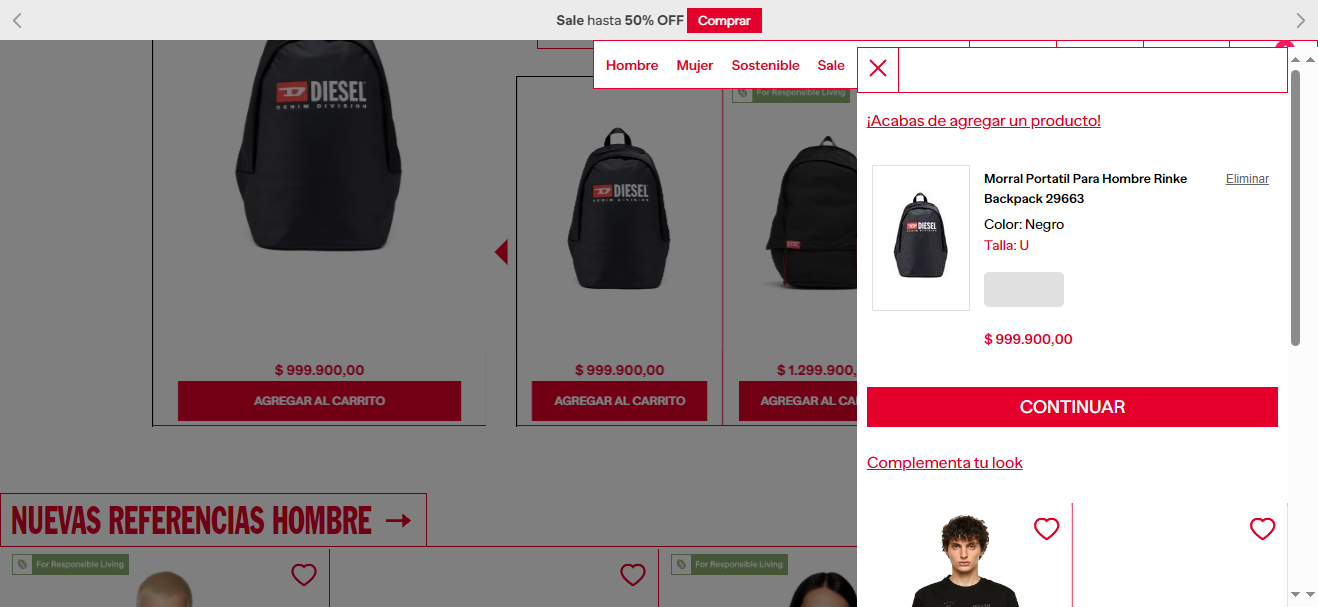 Sale hasta 50% OFF Comprar
Hombre Mujer Sostenible Sale
¡Acabas de agregar un producto!
Morral Portatil Para Hombre Rinke
Backpack 29663
Eliminar
Color: Negro
Talla: U
$ 999.900,00
CONTINUAR
Complementa tu look
DIESEL
DENIM DIVISION
$ 999.900,00
AGREGAR AL CARRITO
DIESEL
DENIM DIVISION
$ 999.900,00
AGREGAR AL CARRITO
For Responsible Living
DIESEL
$ 1.299.900,
AGREGAR AL CA
DIESEL
NUEVAS REFERENCIAS HOMBRE
For Responsible Living
For Responsible Living